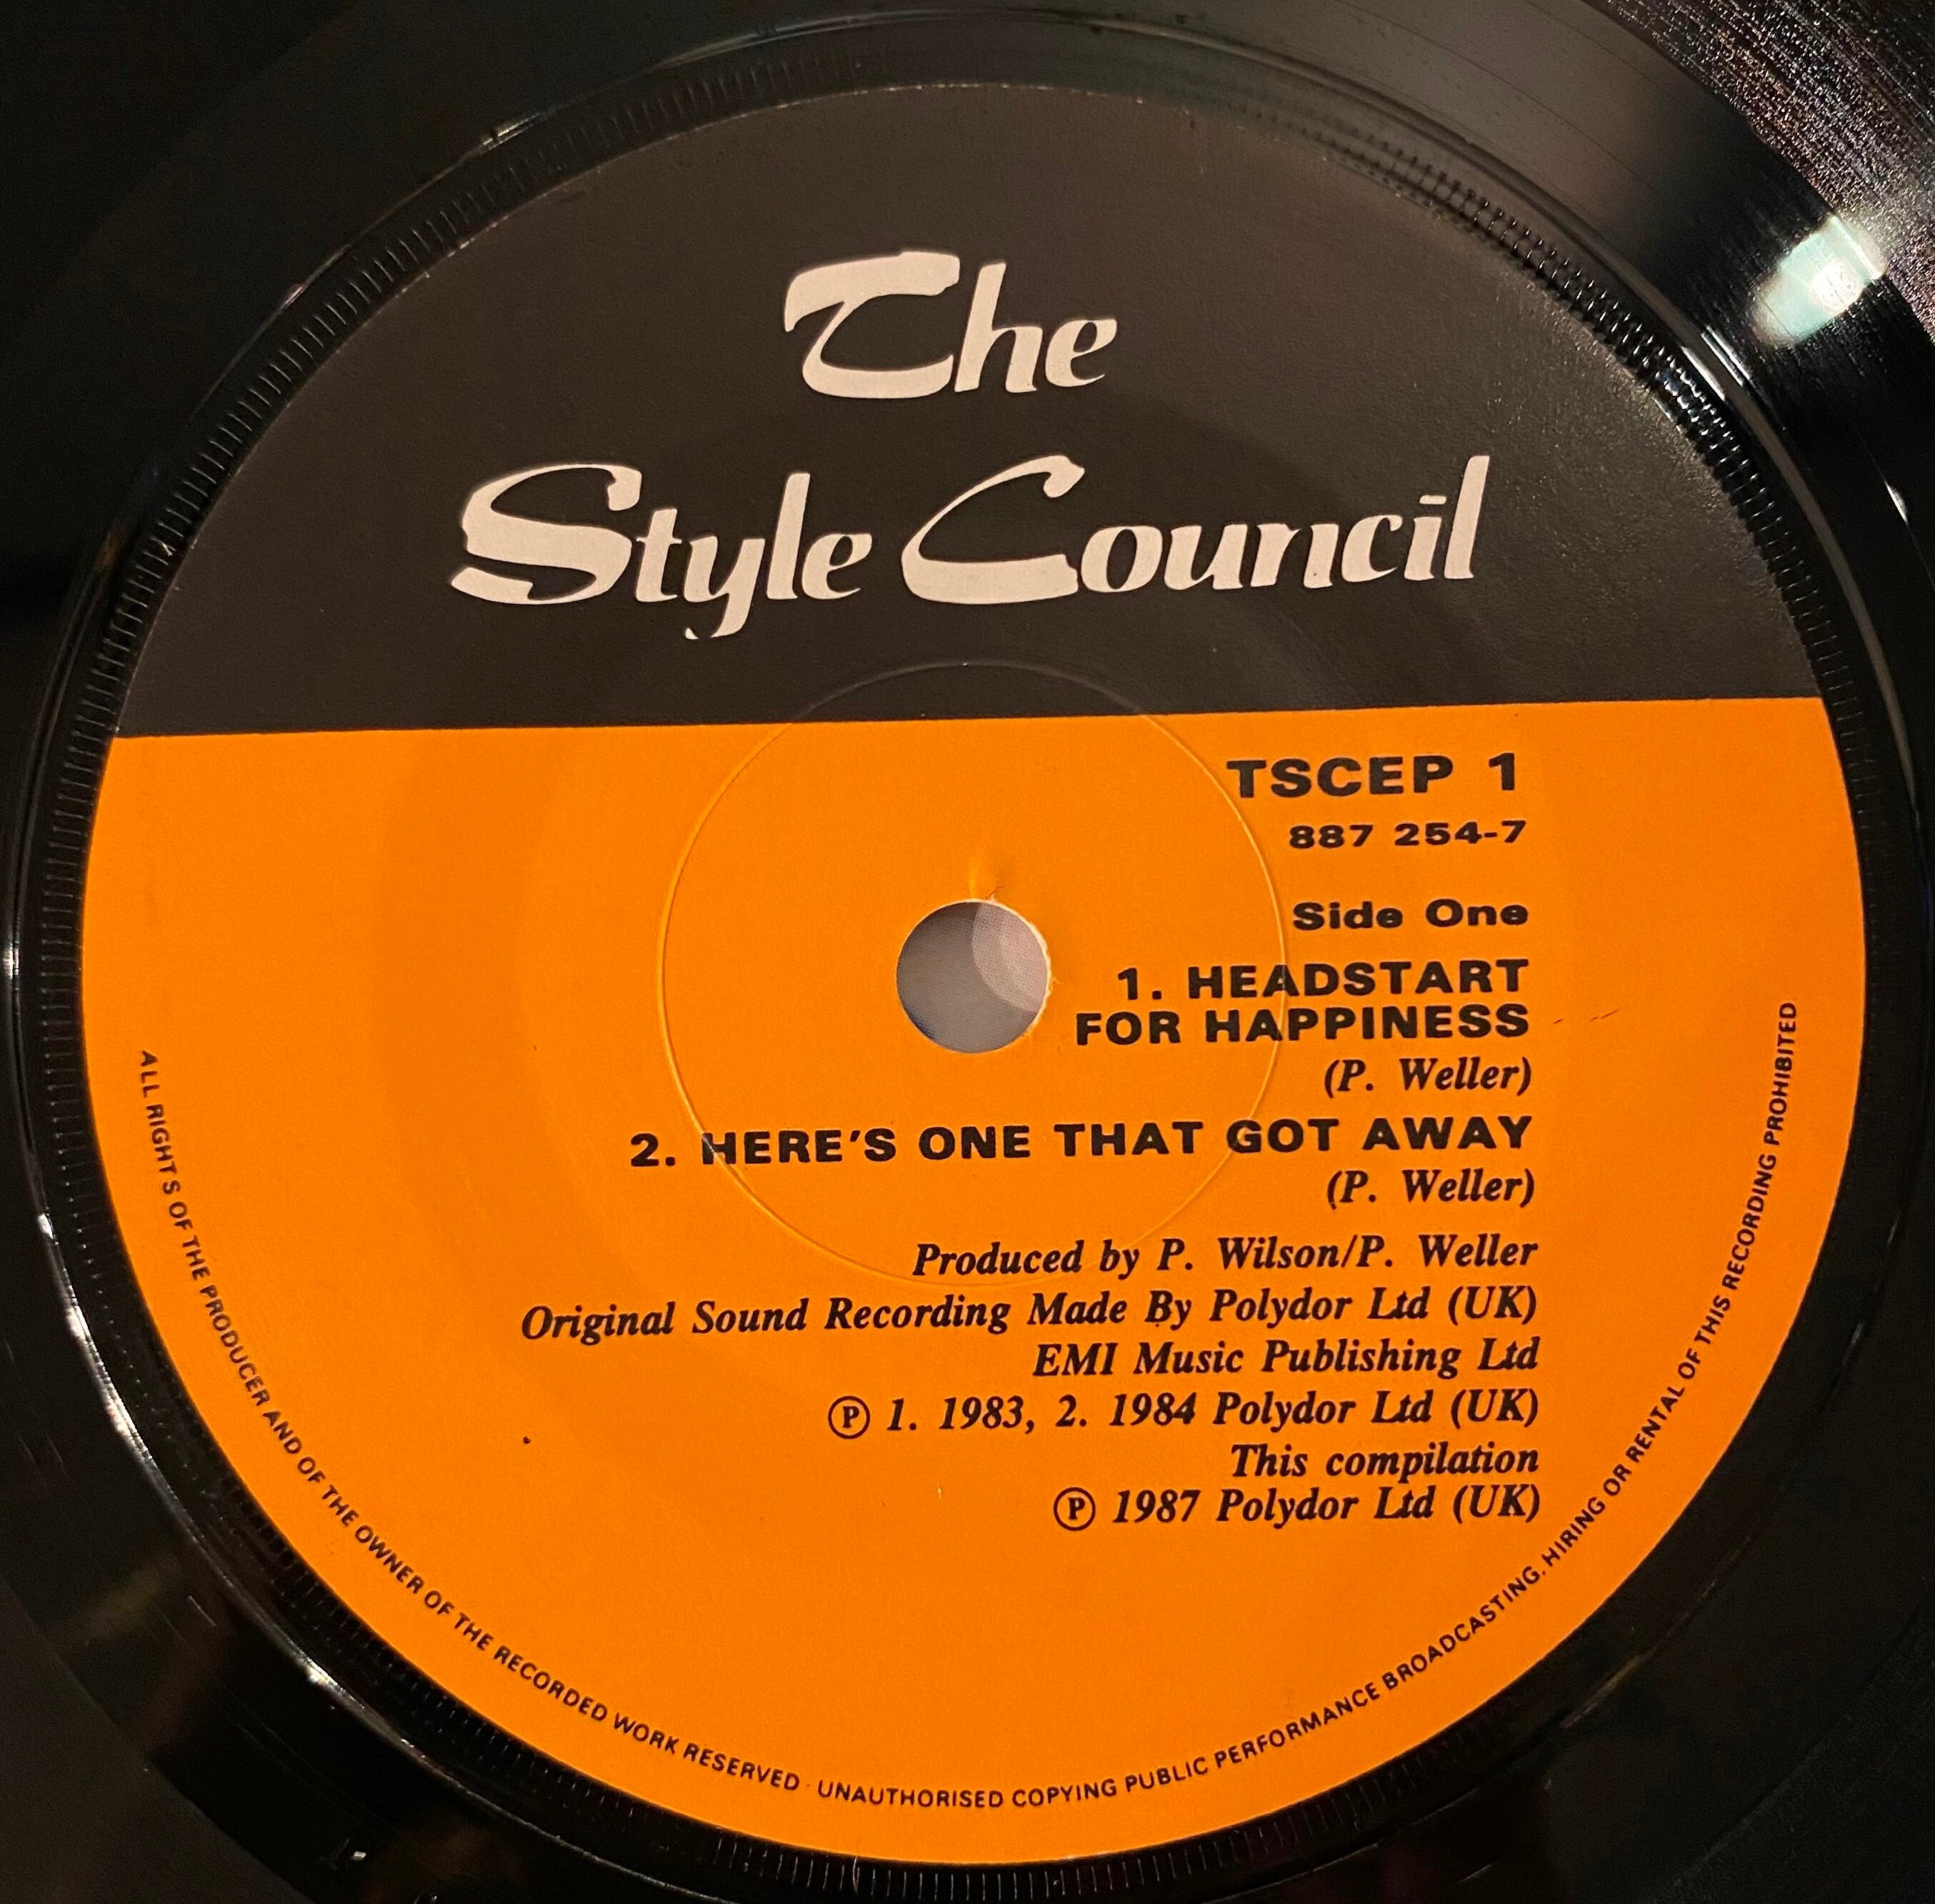 The
Style Council
TSCEP 1
887 254-7
Side One
1. HEADSTART
FOR HAPPINESS
(P. Weller)
2. HERE'S ONE THAT GOT AWAY
(P. Weller)
Produced by P. Wilson/P. Weller
Original Sound Recording Made By Polydor Ltd (UK)
EMI Music Publishing Ltd
Ⓟ 1. 1983, 2. 1984 Polydor Ltd (UK)
This compilation
Ⓟ 1987 Polydor Ltd (UK)
ALL RIGHTS OF THE PRODUCER AND OF THE OWNER OF THE RECORDED WORK RESERVED · UNAUTHORISED COPYING PUBLIC PERFORMANCE BROADCASTING, HIRING OR RENTAL OF THIS RECORDING PROHIBITED